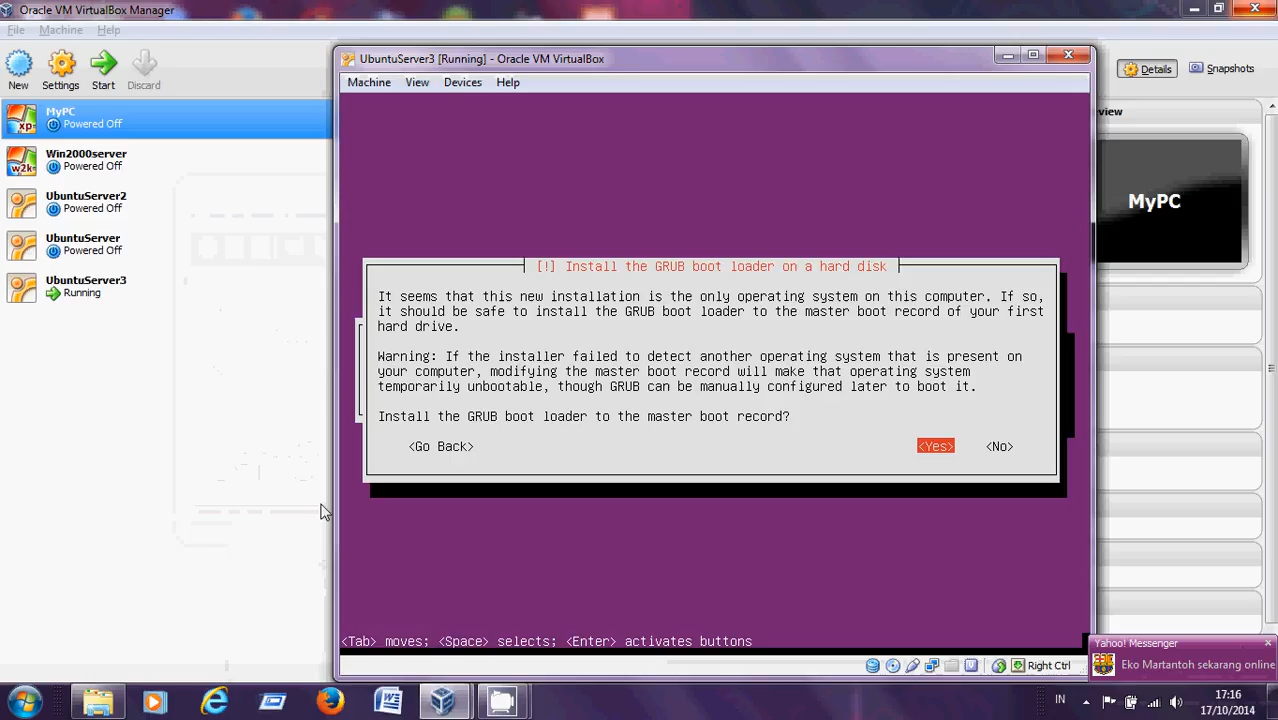 Oracle VM VirtualBox Manager
File Machine Help
New Settings Start Discard
Details Snapshots
MyPC
Powered Off
Win2000server
Powered Off
UbuntuServer2
Powered Off
UbuntuServer
Powered Off
UbuntuServer3
Running
xp
w2k
view
MyPC
UbuntuServer3 [Running] - Oracle VM VirtualBox
Machine View Devices Help
[!] Install the GRUB boot loader on a hard disk
It seems that this new installation is the only operating system on this computer. If so,
it should be safe to install the GRUB boot loader to the master boot record of your first
hard drive.
Warning: If the installer failed to detect another operating system that is present on
your computer, modifying the master boot record will make that operating system
temporarily unbootable, though GRUB can be manually configured later to boot it.
Install the GRUB boot loader to the master boot record?
<Go Back> <Yes> <No>
<Tab> moves; <Space> selects; <Enter> activates buttons
Right Ctrl
Yahoo! Messenger
Eko Martantoh sekarang online
IN
17:16
17/10/2014